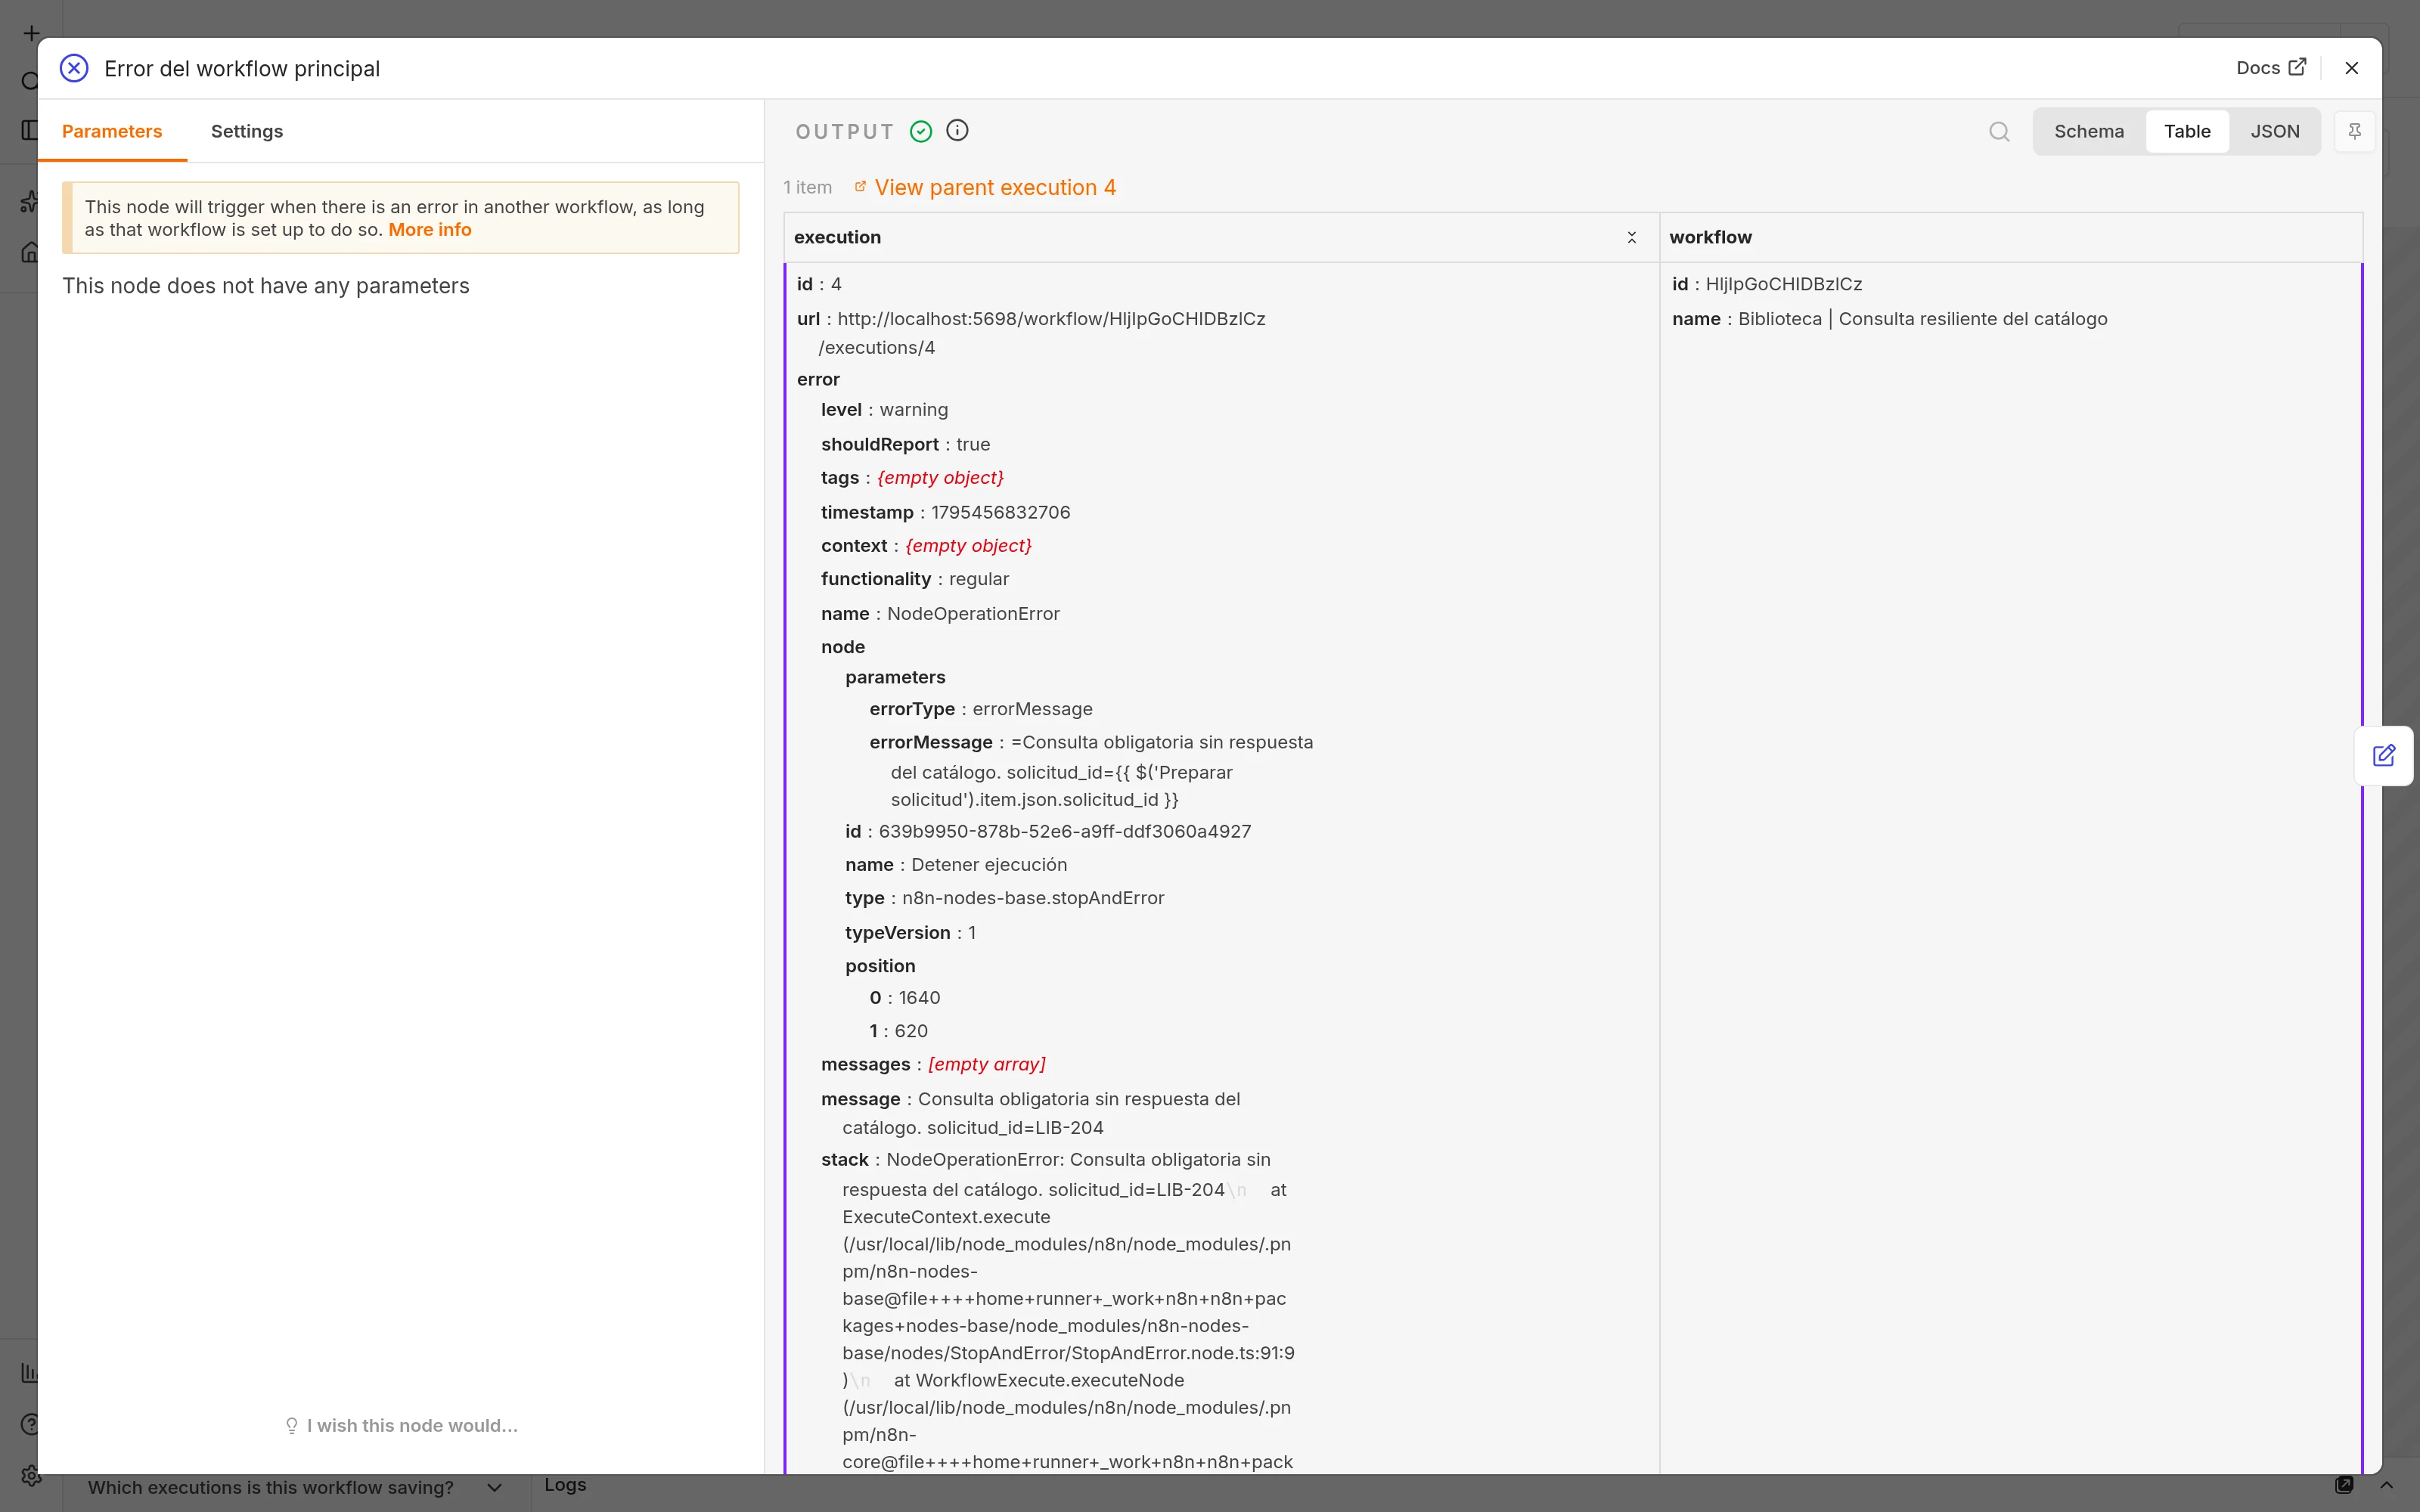 Error del workflow principal
Docs
Parameters
Settings
This node will trigger when there is an error in another workflow, as long
as that workflow is set up to do so. More info
This node does not have any parameters
I wish this node would...
OUTPUT
Schema
Table
JSON
1 item
View parent execution 4
execution
workflow
id : 4
url : http://localhost:5698/workflow/HljlpGoCHIDBzlCz
/executions/4
error
level : warning
shouldReport : true
tags : {empty object}
timestamp : 1795456832706
context : {empty object}
functionality : regular
name : NodeOperationError
node
parameters
errorType : errorMessage
errorMessage : =Consulta obligatoria sin respuesta
del catálogo. solicitud_id={{ $('Preparar
solicitud').item.json.solicitud_id }}
id : 639b9950-878b-52e6-a9ff-ddf3060a4927
name : Detener ejecución
type : n8n-nodes-base.stopAndError
typeVersion : 1
position
0 : 1640
1 : 620
messages : [empty array]
message : Consulta obligatoria sin respuesta del
catálogo. solicitud_id=LIB-204
stack : NodeOperationError: Consulta obligatoria sin
respuesta del catálogo. solicitud_id=LIB-204\n at
ExecuteContext.execute
(/usr/local/lib/node_modules/n8n/node_modules/.pn
pm/n8n-nodes-
base@file++++home+runner+_work+n8n+n8n+pac
kages+nodes-base/node_modules/n8n-nodes-
base/nodes/StopAndError/StopAndError.node.ts:91:9
)\n at WorkflowExecute.executeNode
(/usr/local/lib/node_modules/n8n/node_modules/.pn
pm/n8n-
core@file++++home+runner+_work+n8n+n8n+pack
id : HljlpGoCHIDBzlCz
name : Biblioteca | Consulta resiliente del catálogo
Which executions is this workflow saving?
Logs